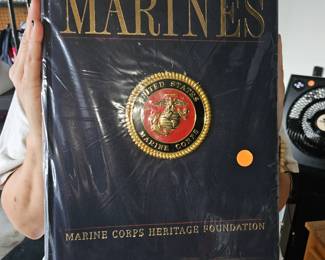 MARINES
UNITED STATES
MARINE CORPS
MARINE CORPS HERITAGE FOUNDATION